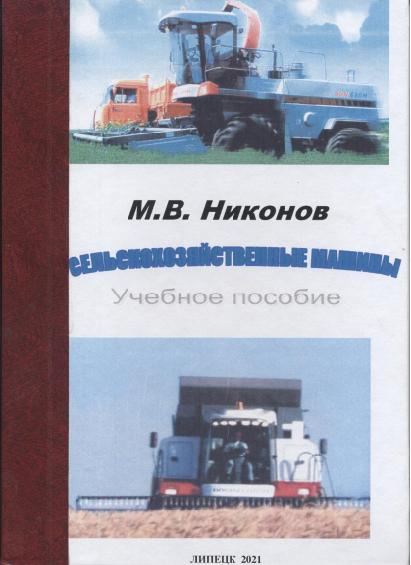 М.В. Никонов
СЕЛЬСКОХОЗЯЙСТВЕННЫЕ МАШИНЫ
Учебное пособие
ЛИПЕЦК 2021